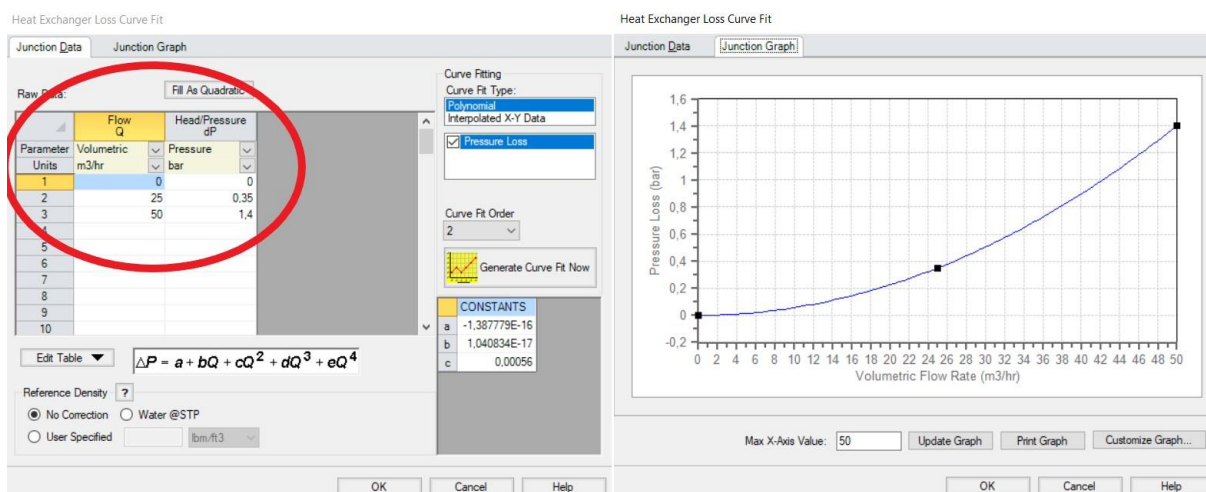 Heat Exchanger Loss Curve Fit
Junction Data Junction Graph
Raw Data:
Fill As Quadratic
Flow Head/Pressure
Q dP
Parameter Volumetric Pressure
Units m3/hr bar
1 0 0
2 25 0,35
3 50 1,4
4
5
6
7
8
9
10
Edit Table
△P = a + bQ + cQ² + dQ³ + eQ⁴
Reference Density ?
No Correction Water @STP
User Specified lbm/ft3
Curve Fitting
Curve Fit Type:
Polynomial
Interpolated X-Y Data
Pressure Loss
Curve Fit Order
2
Generate Curve Fit Now
CONSTANTS
a -1,387779E-16
b 1,040834E-17
c 0,00056
OK Cancel Help
Heat Exchanger Loss Curve Fit
Junction Data Junction Graph
Pressure Loss (bar)
1,6
1,4
1,2
1
0,8
0,6
0,4
0,2
0
-0,2
0 2 4 6 8 10 12 14 16 18 20 22 24 26 28 30 32 34 36 38 40 42 44 46 48 50
Volumetric Flow Rate (m3/hr)
Max X-Axis Value: 50 Update Graph Print Graph Customize Graph...
OK Cancel Help